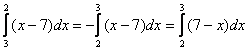 ∫₃² (x − 7)dx = −∫₂³ (x − 7)dx = ∫₂³ (7 − x)dx